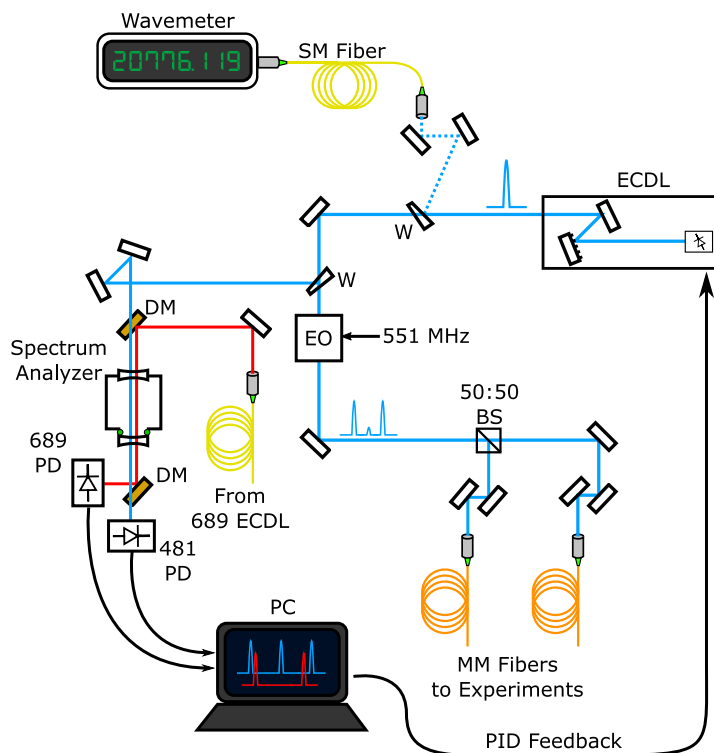 Wavemeter
20776.119
SM Fiber
ECDL
W
W
DM
EO
551 MHz
Spectrum
Analyzer
50:50
BS
689
PD
DM
From
689 ECDL
481
PD
PC
MM Fibers
to Experiments
PID Feedback